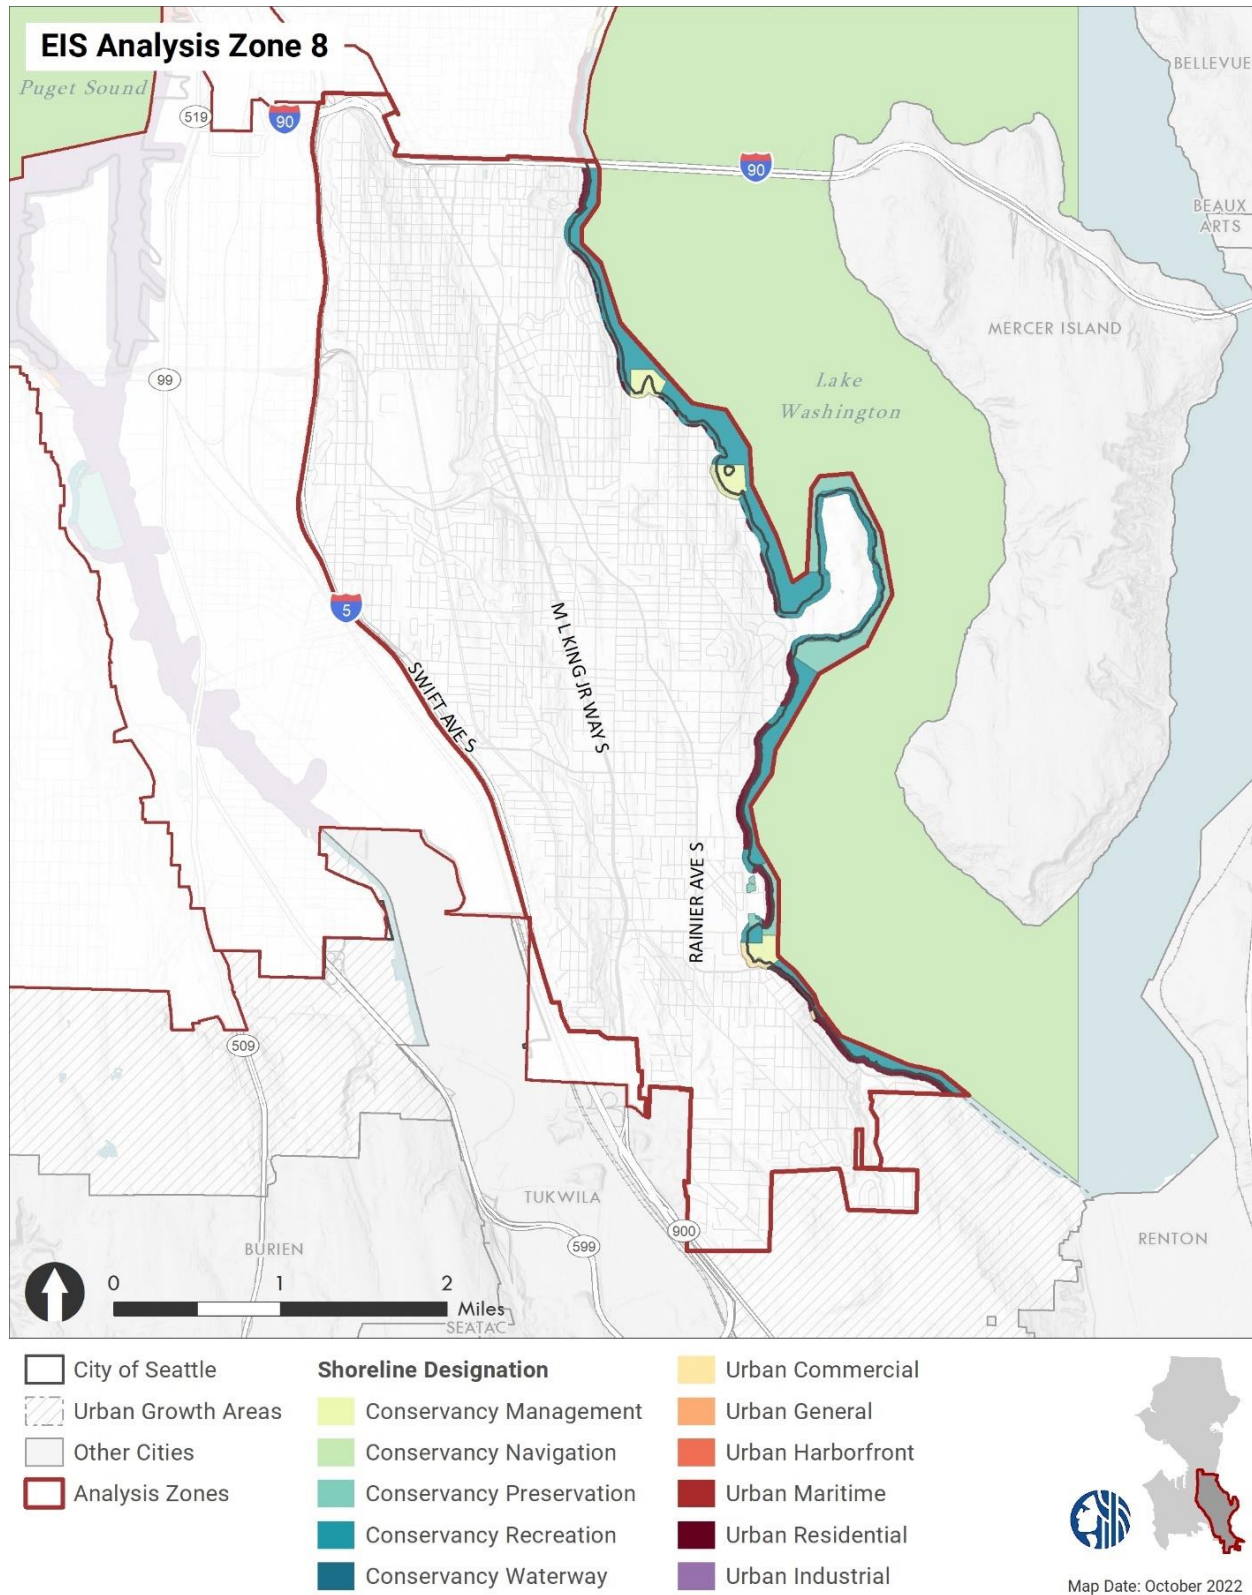 EIS Analysis Zone 8
Puget Sound
BELLEVUE
519
90
90
BEAUX
ARTS
MERCER ISLAND
99
Lake
Washington
5
M L KING JR WAY S
SWIFT AVE S
RAINIER AVE S
509
TUKWILA
900
599
BURIEN
RENTON
0 1 2
Miles
SEATAC
City of Seattle
Urban Growth Areas
Other Cities
Analysis Zones
Shoreline Designation
Conservancy Management
Conservancy Navigation
Conservancy Preservation
Conservancy Recreation
Conservancy Waterway
Urban Commercial
Urban General
Urban Harborfront
Urban Maritime
Urban Residential
Urban Industrial
Map Date: October 2022